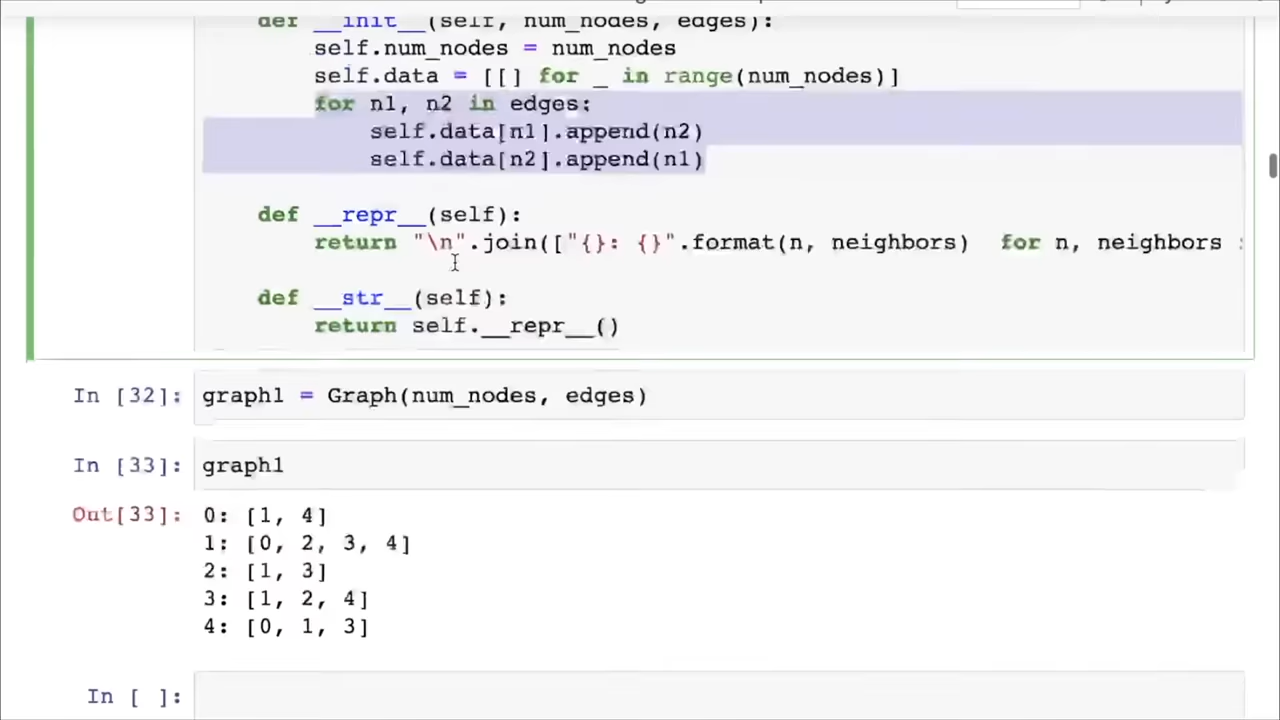 def __init__(self, num_nodes, edges):
self.num_nodes = num_nodes
self.data = [[] for _ in range(num_nodes)]
for n1, n2 in edges:
self.data[n1].append(n2)
self.data[n2].append(n1)
def __repr__(self):
return "\n".join(["{}: {}".format(n, neighbors)  for n, neighbors
def __str__(self):
return self.__repr__()
In [32]: graph1 = Graph(num_nodes, edges)
In [33]: graph1
Out[33]: 0: [1, 4]
1: [0, 2, 3, 4]
2: [1, 3]
3: [1, 2, 4]
4: [0, 1, 3]
In [ ]: